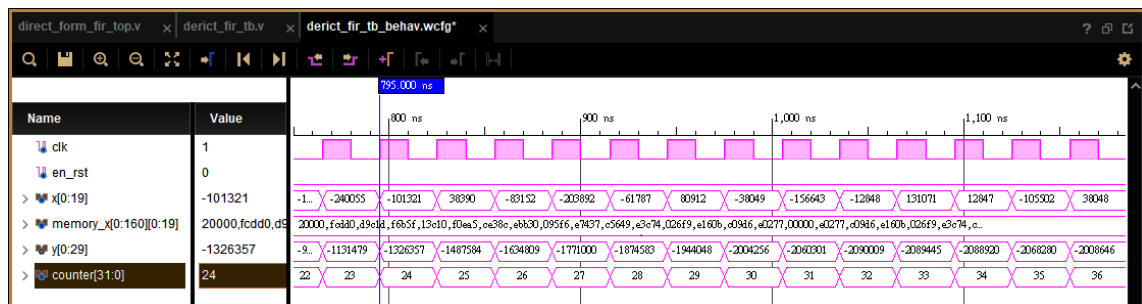 direct_form_fir_top.v × derict_fir_tb.v × derict_fir_tb_behav.wcfg* × ?
795.000 ns
Name Value 800 ns 900 ns 1,000 ns 1,100 ns
clk 1
en_rst 0
x[0:19] -101321 -1... -240055 -101321 38390 -83152 -203892 -61787 80912 -38049 -156643 -12848 131071 12847 -105502 38048
memory_x[0:160][0:19] 20000,fcdd0,d9 20000,fcdd0,d9c1d,f6b5f,13c10,f0ea5,ce38c,ebb30,095f6,e7437,c5649,e3c74,026f9,e160b,c09d6,e0277,00000,e0277,c09d6,e160b,026f9,e3c74,c...
y[0:29] -1326357 -9... -1131479 -1326357 -1487584 -1634809 -1771000 -1874583 -1944048 -2004256 -2060301 -2090009 -2089445 -2088920 -2068280 -2008646
counter[31:0] 24 22 23 24 25 26 27 28 29 30 31 32 33 34 35 36